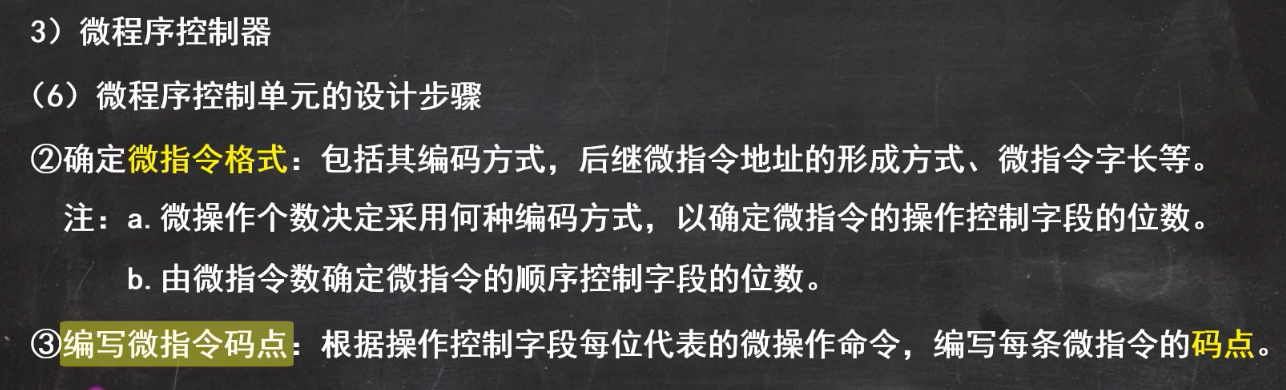 3）微程序控制器
（6）微程序控制单元的设计步骤
②确定微指令格式：包括其编码方式，后继微指令地址的形成方式、微指令字长等。
注：a.微操作个数决定采用何种编码方式，以确定微指令的操作控制字段的位数。
b.由微指令数确定微指令的顺序控制字段的位数。
③编写微指令码点：根据操作控制字段每位代表的微操作命令，编写每条微指令的码点。